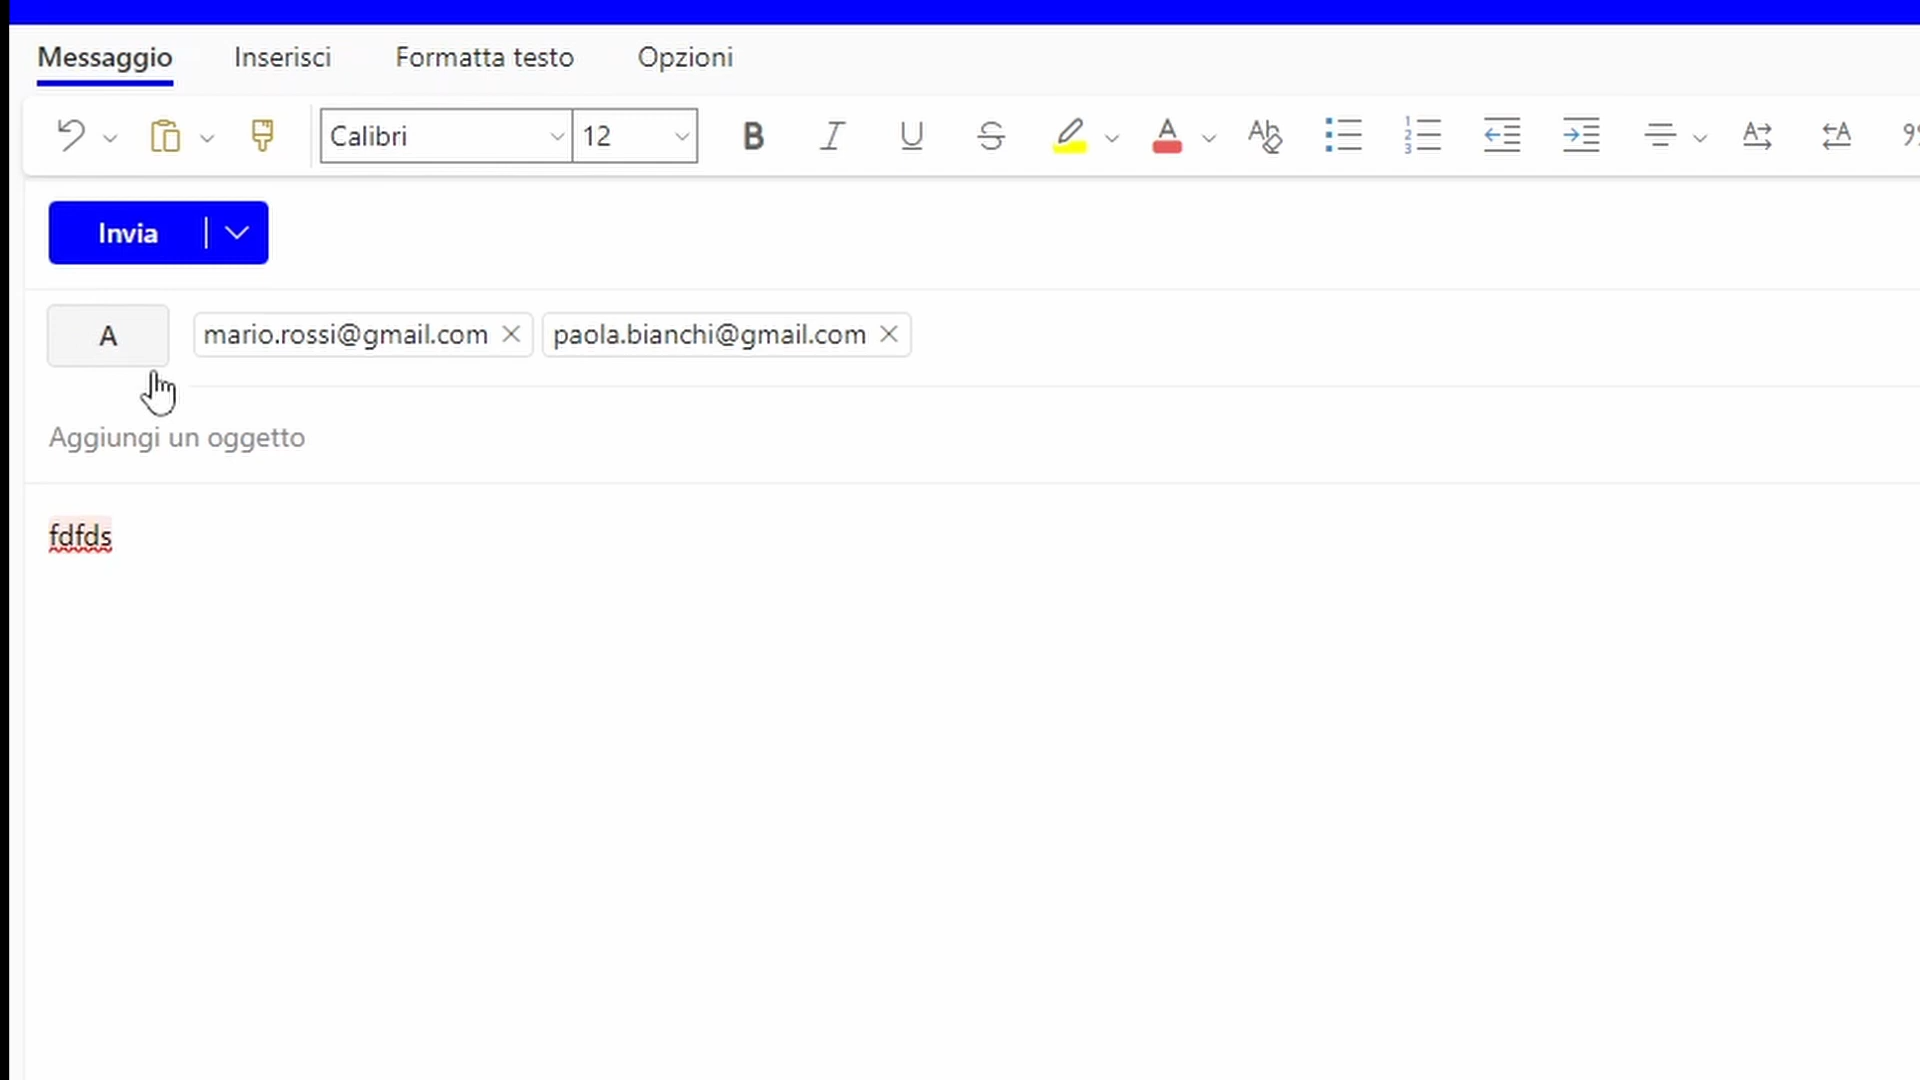 Messaggio Inserisci Formatta testo Opzioni
Calibri 12
Invia
A mario.rossi@gmail.com paola.bianchi@gmail.com
Aggiungi un oggetto
fdfds